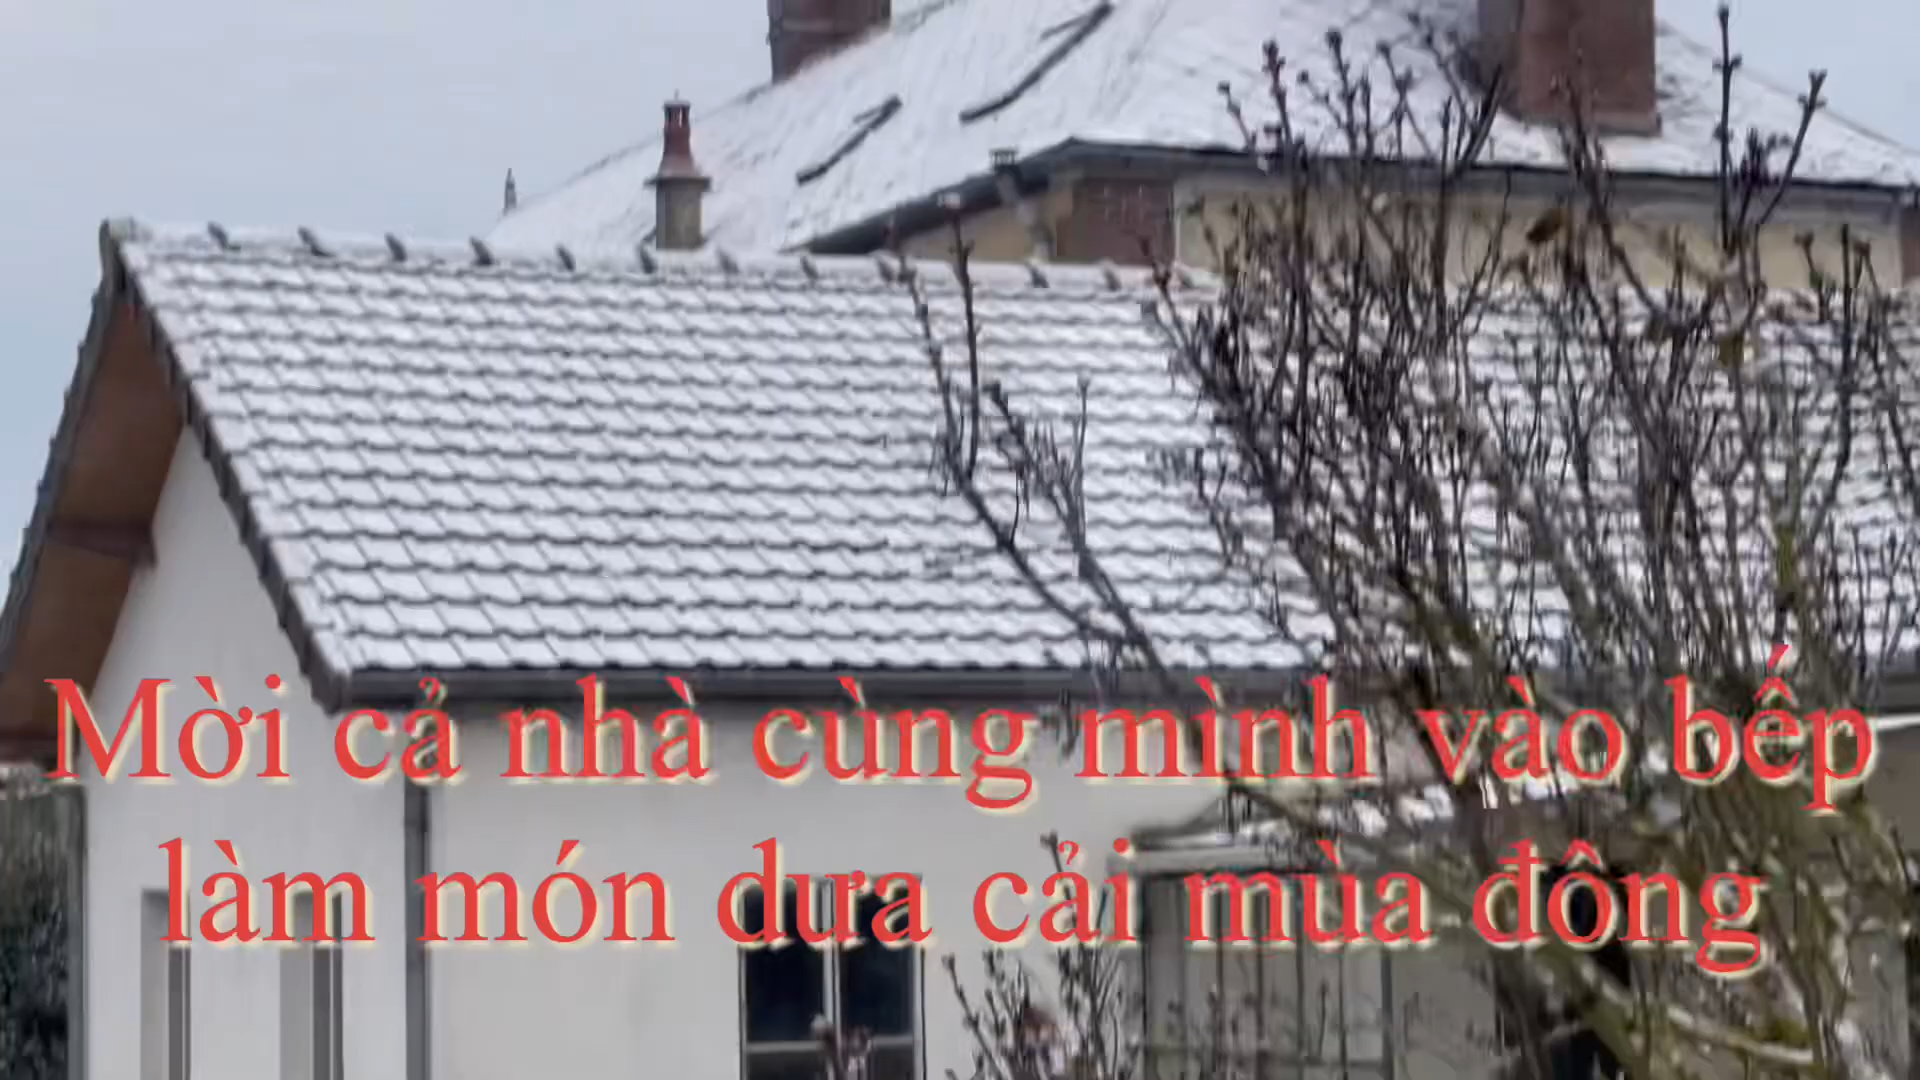 Mời cả nhà cùng mình vào bếp
làm món dưa cải mùa đông